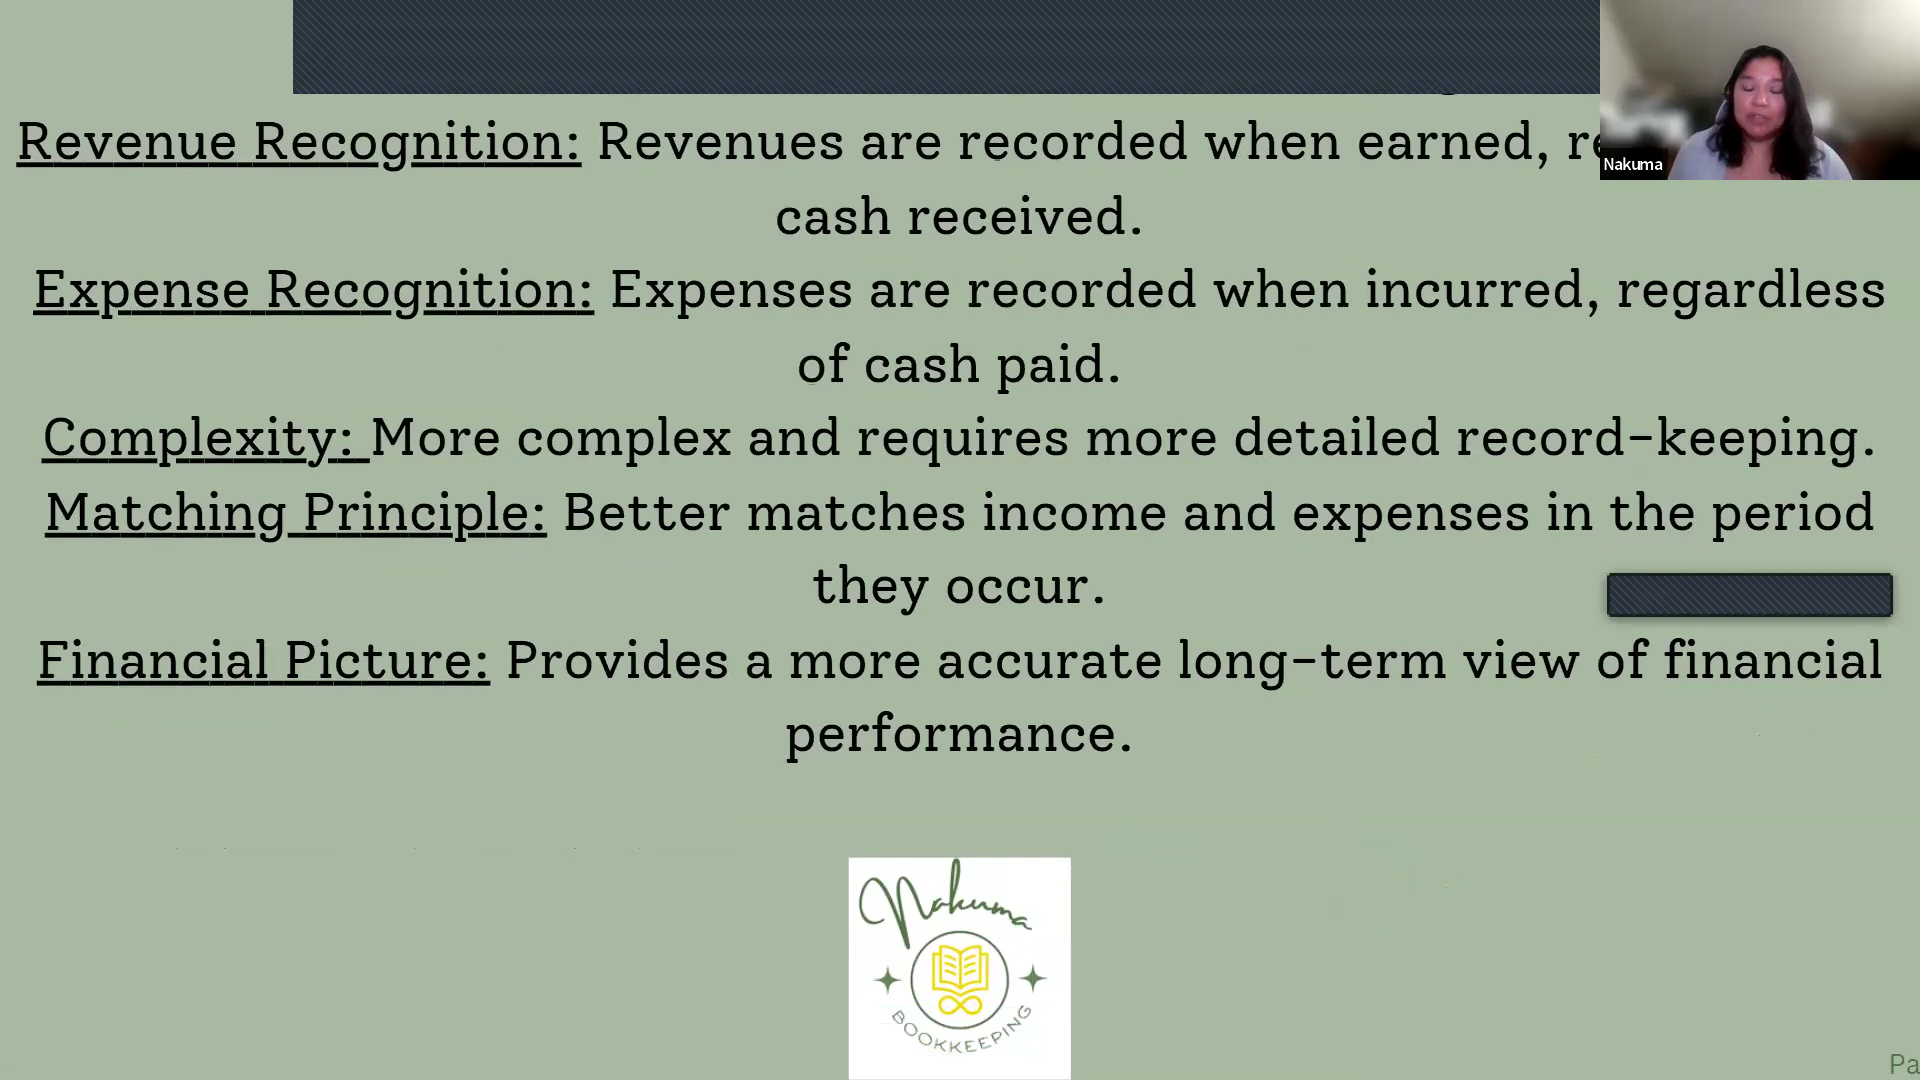 Revenue Recognition: Revenues are recorded when earned,
cash received.
Expense Recognition: Expenses are recorded when incurred, regardless
of cash paid.
Complexity: More complex and requires more detailed record-keeping.
Matching Principle: Better matches income and expenses in the period
they occur.
Financial Picture: Provides a more accurate long-term view of financial
performance.
Nakuma
Nakuma
BOOKKEEPING